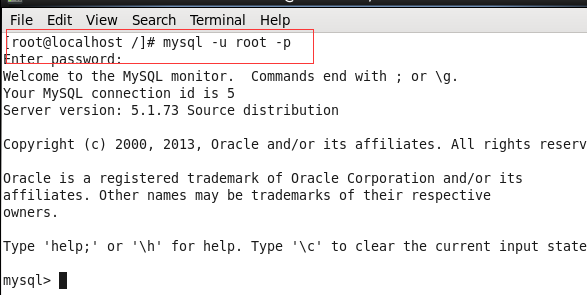 File Edit View Search Terminal Help
[root@localhost /]# mysql -u root -p
Enter password:
Welcome to the MySQL monitor.  Commands end with ; or \g.
Your MySQL connection id is 5
Server version: 5.1.73 Source distribution
Copyright (c) 2000, 2013, Oracle and/or its affiliates. All rights reserv
Oracle is a registered trademark of Oracle Corporation and/or its
affiliates. Other names may be trademarks of their respective
owners.
Type 'help;' or '\h' for help. Type '\c' to clear the current input state
mysql>